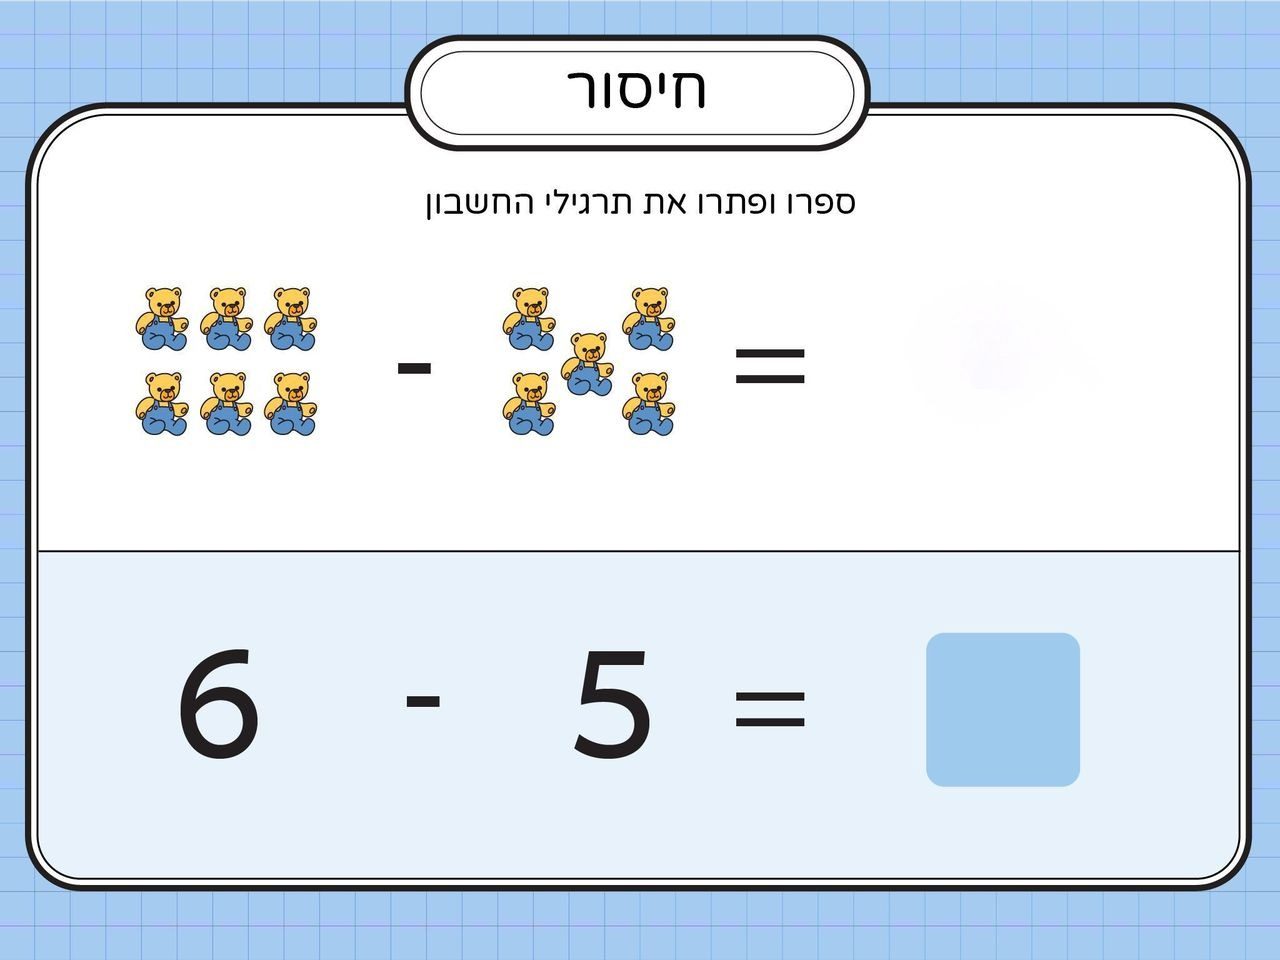 חיסור
ספרו ופתרו את תרגילי החשבון
- =
6 - 5 =